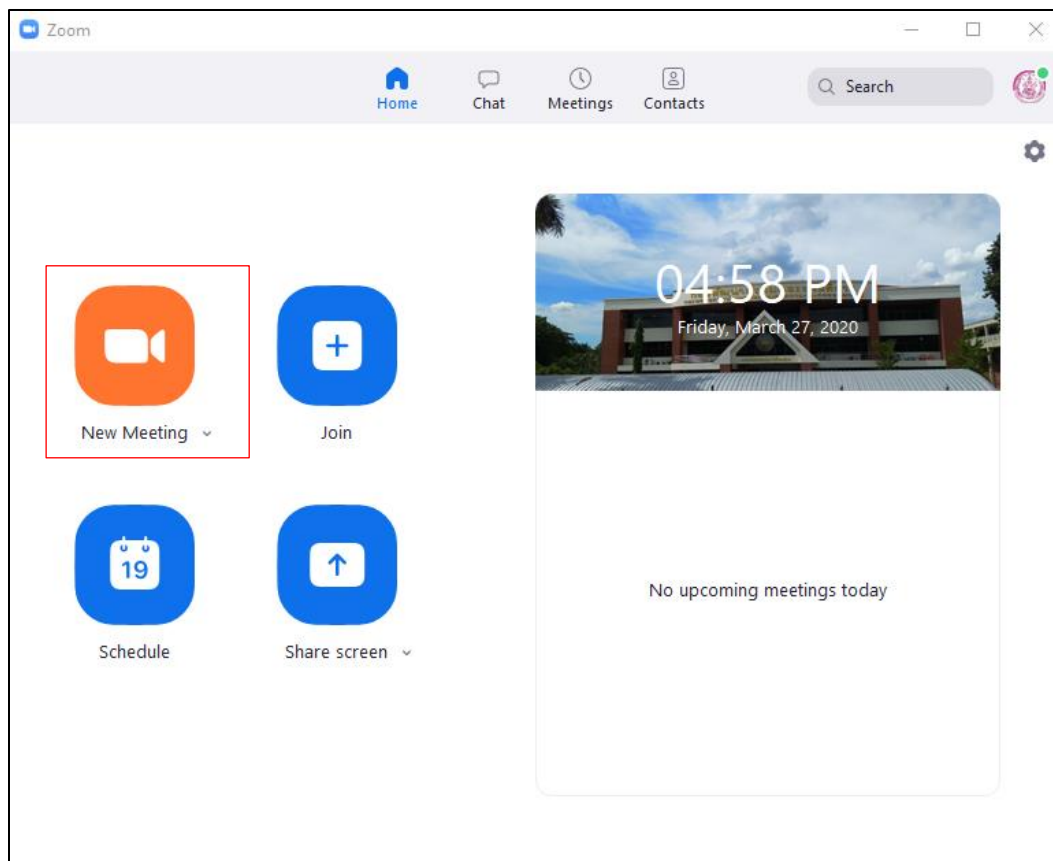 Zoom
Home
Chat
Meetings
Contacts
Search
04:58 PM
Friday, March 27, 2020
New Meeting
Join
19
Schedule
Share screen
No upcoming meetings today